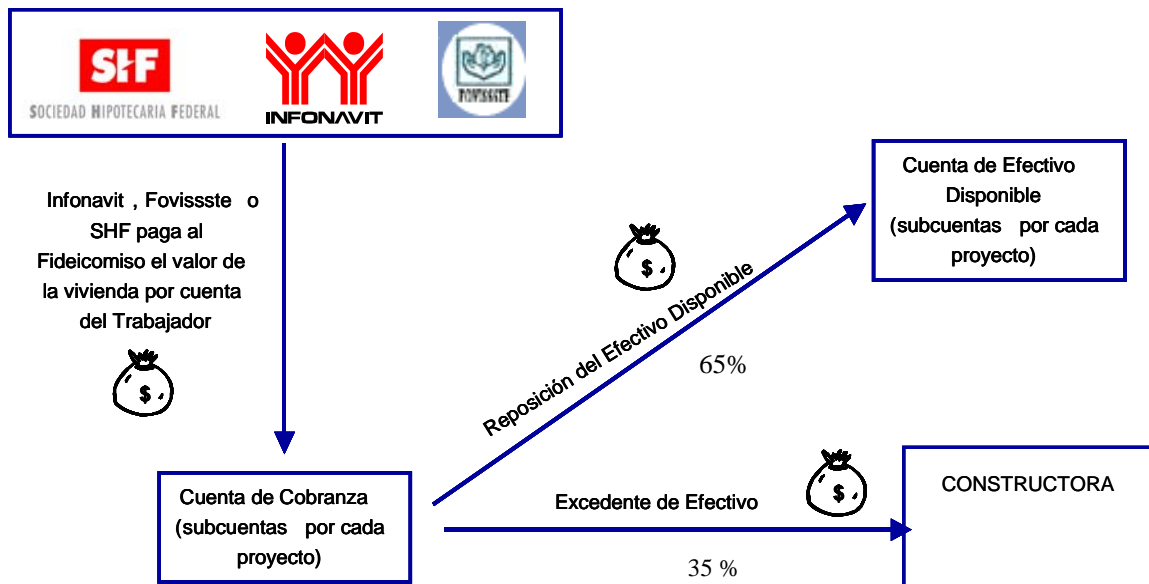 SHF
SOCIEDAD HIPOTECARIA FEDERAL
INFONAVIT
FOVISSSTE
Infonavit , Fovissste o
SHF paga al
Fideicomiso el valor de
la vivienda por cuenta
del Trabajador
$
Cuenta de Cobranza
(subcuentas por cada
proyecto)
$
Reposición del Efectivo Disponible
65%
Cuenta de Efectivo
Disponible
(subcuentas por cada
proyecto)
Excedente de Efectivo
$
35 %
CONSTRUCTORA